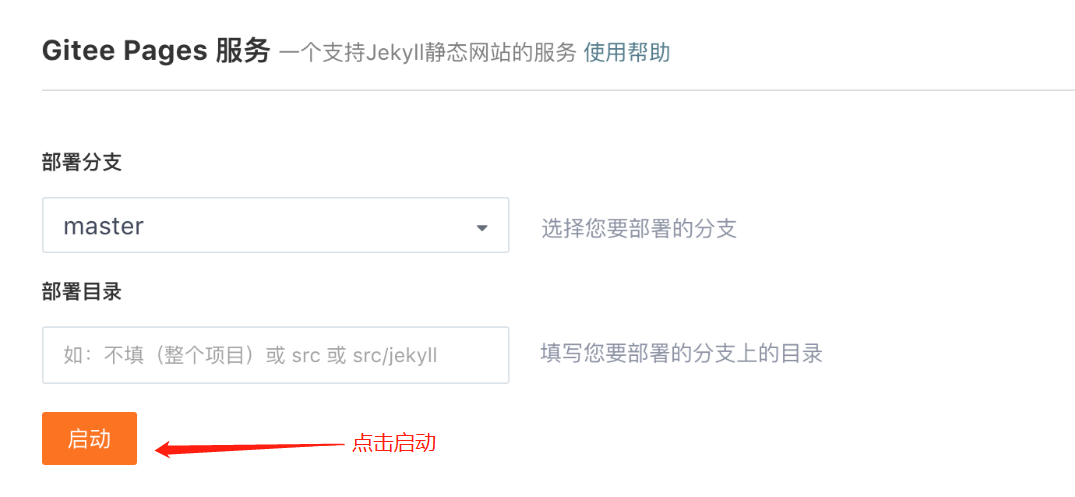 Gitee Pages 服务 一个支持Jekyll静态网站的服务 使用帮助
部署分支
master 选择您要部署的分支
部署目录
如：不填（整个项目）或 src 或 src/jekyll 填写您要部署的分支上的目录
启动 点击启动